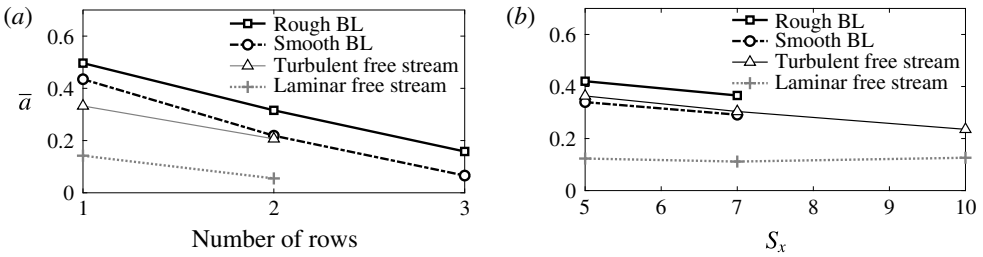 (a)
Rough BL
Smooth BL
Turbulent free stream
Laminar free stream
0.6
0.4
0.2
0
a̅
1
2
3
Number of rows
(b)
Rough BL
Smooth BL
Turbulent free stream
Laminar free stream
0.6
0.4
0.2
0
5
6
7
8
9
10
Sx